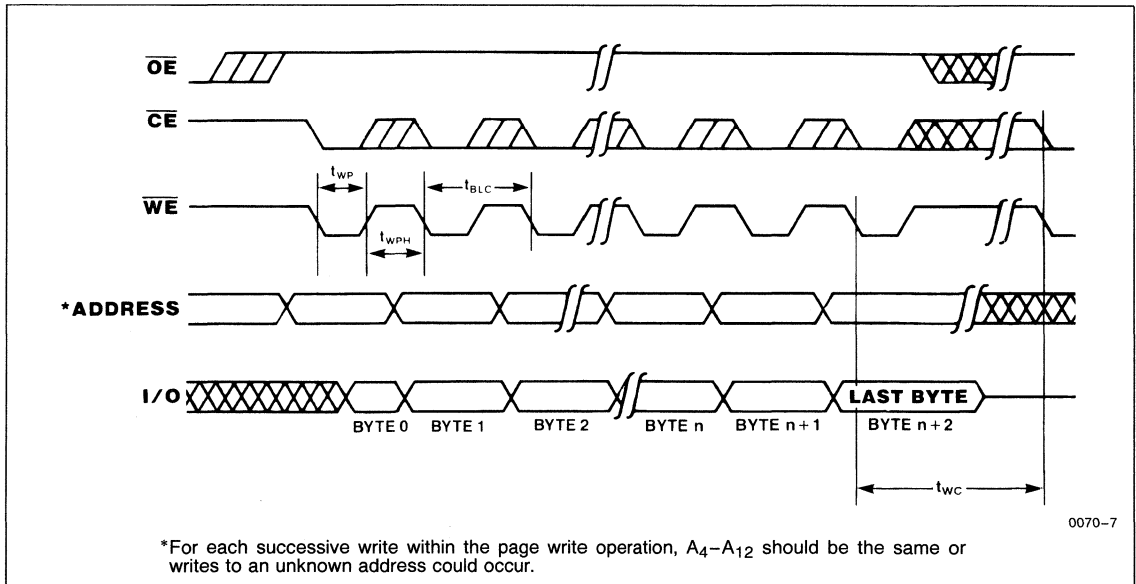 OE
CE
tWP
tBLC
WE
tWPH
*ADDRESS
I/O
LAST BYTE
BYTE 0 BYTE 1 BYTE 2 BYTE n BYTE n+1 BYTE n+2
tWC
0070-7
*For each successive write within the page write operation, A4–A12 should be the same or
writes to an unknown address could occur.